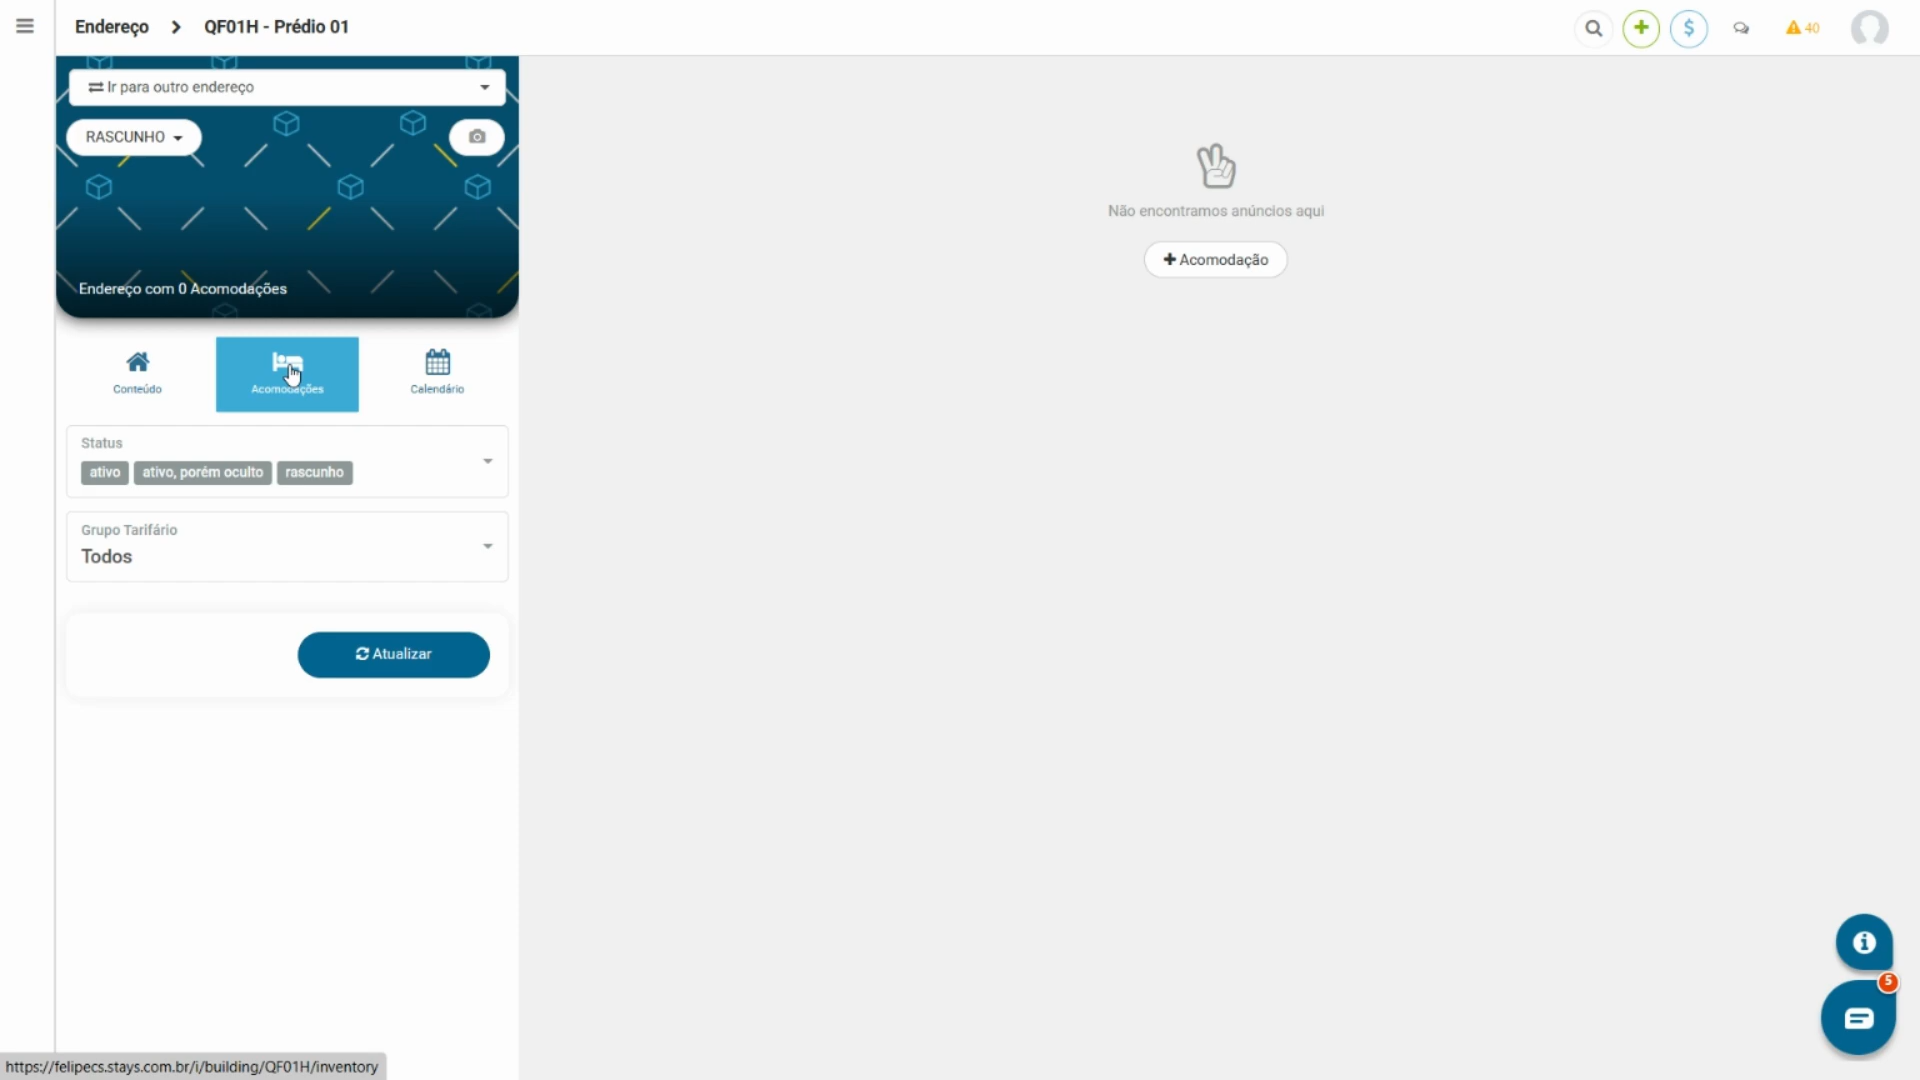 Endereço > QF01H - Prédio 01
40
Ir para outro endereço
RASCUNHO
Endereço com 0 Acomodações
Conteúdo
Acomodações
Calendário
Status
ativo
ativo, porém oculto
rascunho
Grupo Tarifário
Todos
Atualizar
Não encontramos anúncios aqui
+ Acomodação
5
https://felipecs.stays.com.br/i/building/QF01H/inventory